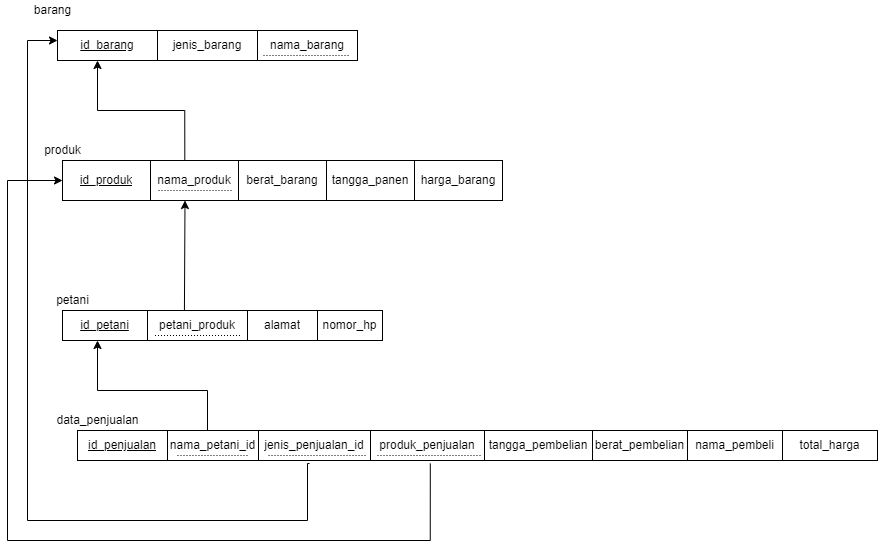 barang
id_barang jenis_barang nama_barang
produk
id_produk nama_produk berat_barang tangga_panen harga_barang
petani
id_petani petani_produk alamat nomor_hp
data_penjualan
id_penjualan nama_petani_id jenis_penjualan_id produk_penjualan tangga_pembelian berat_pembelian nama_pembeli total_harga